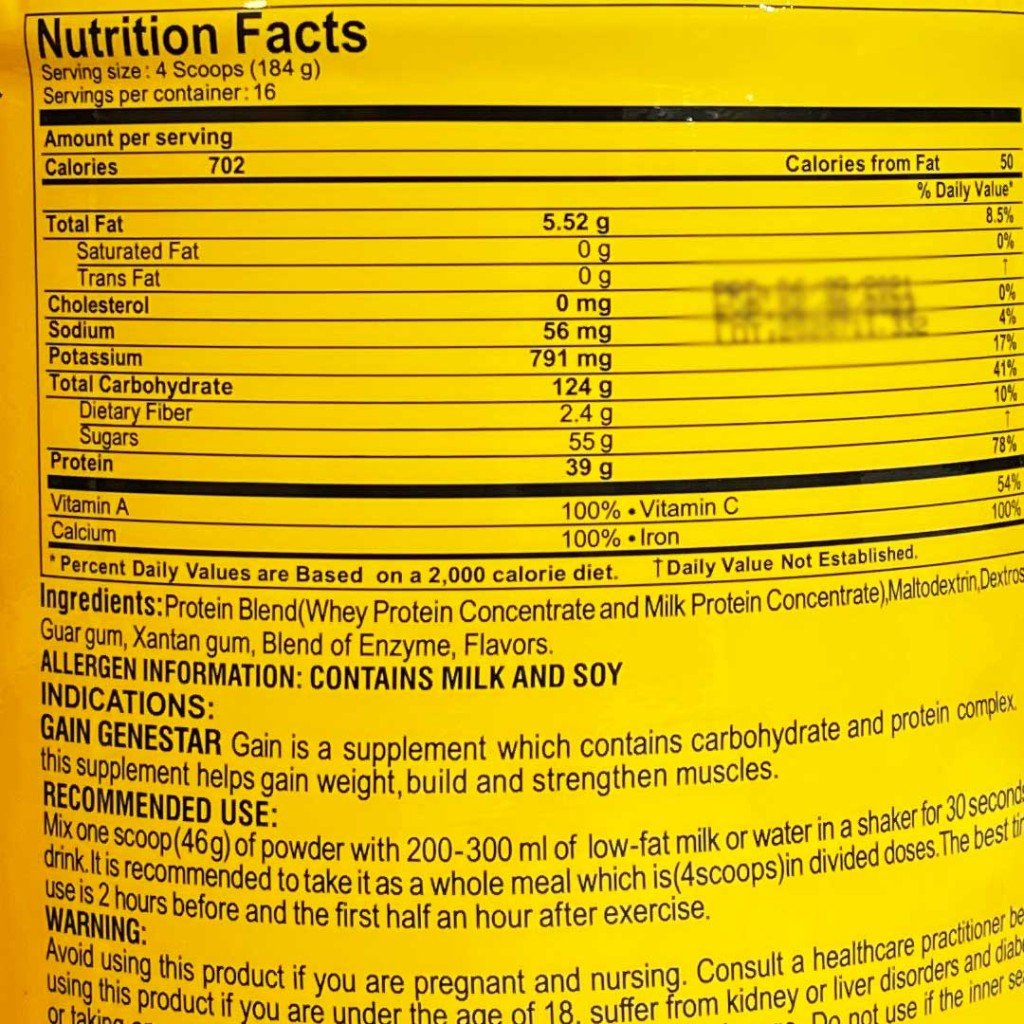 Nutrition Facts
Serving size: 4 Scoops (184 g)
Servings per container: 16
Amount per serving
Calories 702 Calories from Fat 50
% Daily Value*
Total Fat 5.52 g 8.5%
Saturated Fat 0 g 0%
Trans Fat 0 g †
Cholesterol 0 mg 0%
Sodium 56 mg 4%
Potassium 791 mg 17%
Total Carbohydrate 124 g 41%
Dietary Fiber 2.4 g 10%
Sugars 55 g †
Protein 39 g 78%
Vitamin A 100% • Vitamin C 54%
Calcium 100% • Iron 100%
* Percent Daily Values are Based on a 2,000 calorie diet. † Daily Value Not Established.
Ingredients: Protein Blend(Whey Protein Concentrate and Milk Protein Concentrate),Maltodextrin,Dextros
Guar gum, Xantan gum, Blend of Enzyme, Flavors.
ALLERGEN INFORMATION: CONTAINS MILK AND SOY
INDICATIONS:
GAIN GENESTAR Gain is a supplement which contains carbohydrate and protein complex.
this supplement helps gain weight, build and strengthen muscles.
RECOMMENDED USE:
Mix one scoop(46g) of powder with 200-300 ml of low-fat milk or water in a shaker for 30 seconds
drink. It is recommended to take it as a whole meal which is(4scoops)in divided doses. The best
use is 2 hours before and the first half an hour after exercise.
WARNING:
Avoid using this product if you are pregnant and nursing. Consult a healthcare practitioner be
using this product if you are under the age of 18, suffer from kidney or liver disorders and diab
or taking Do not use if the inner